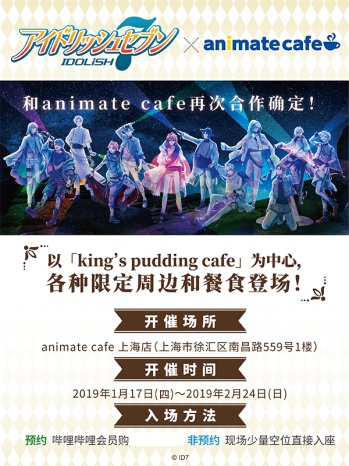 アイドリッシュセブン
IDOLiSH 7
×
animatecafe
和animate cafe再次合作确定！
以「king's pudding cafe」为中心，
各种限定周边和餐食登场！
开催场所
animate cafe 上海店（上海市徐汇区南昌路559号1楼）
开催时间
2019年1月17日(四)～2019年2月24日(日)
入场方法
预约 哔哩哔哩会员购
非预约 现场少量空位直接入座
© ID7